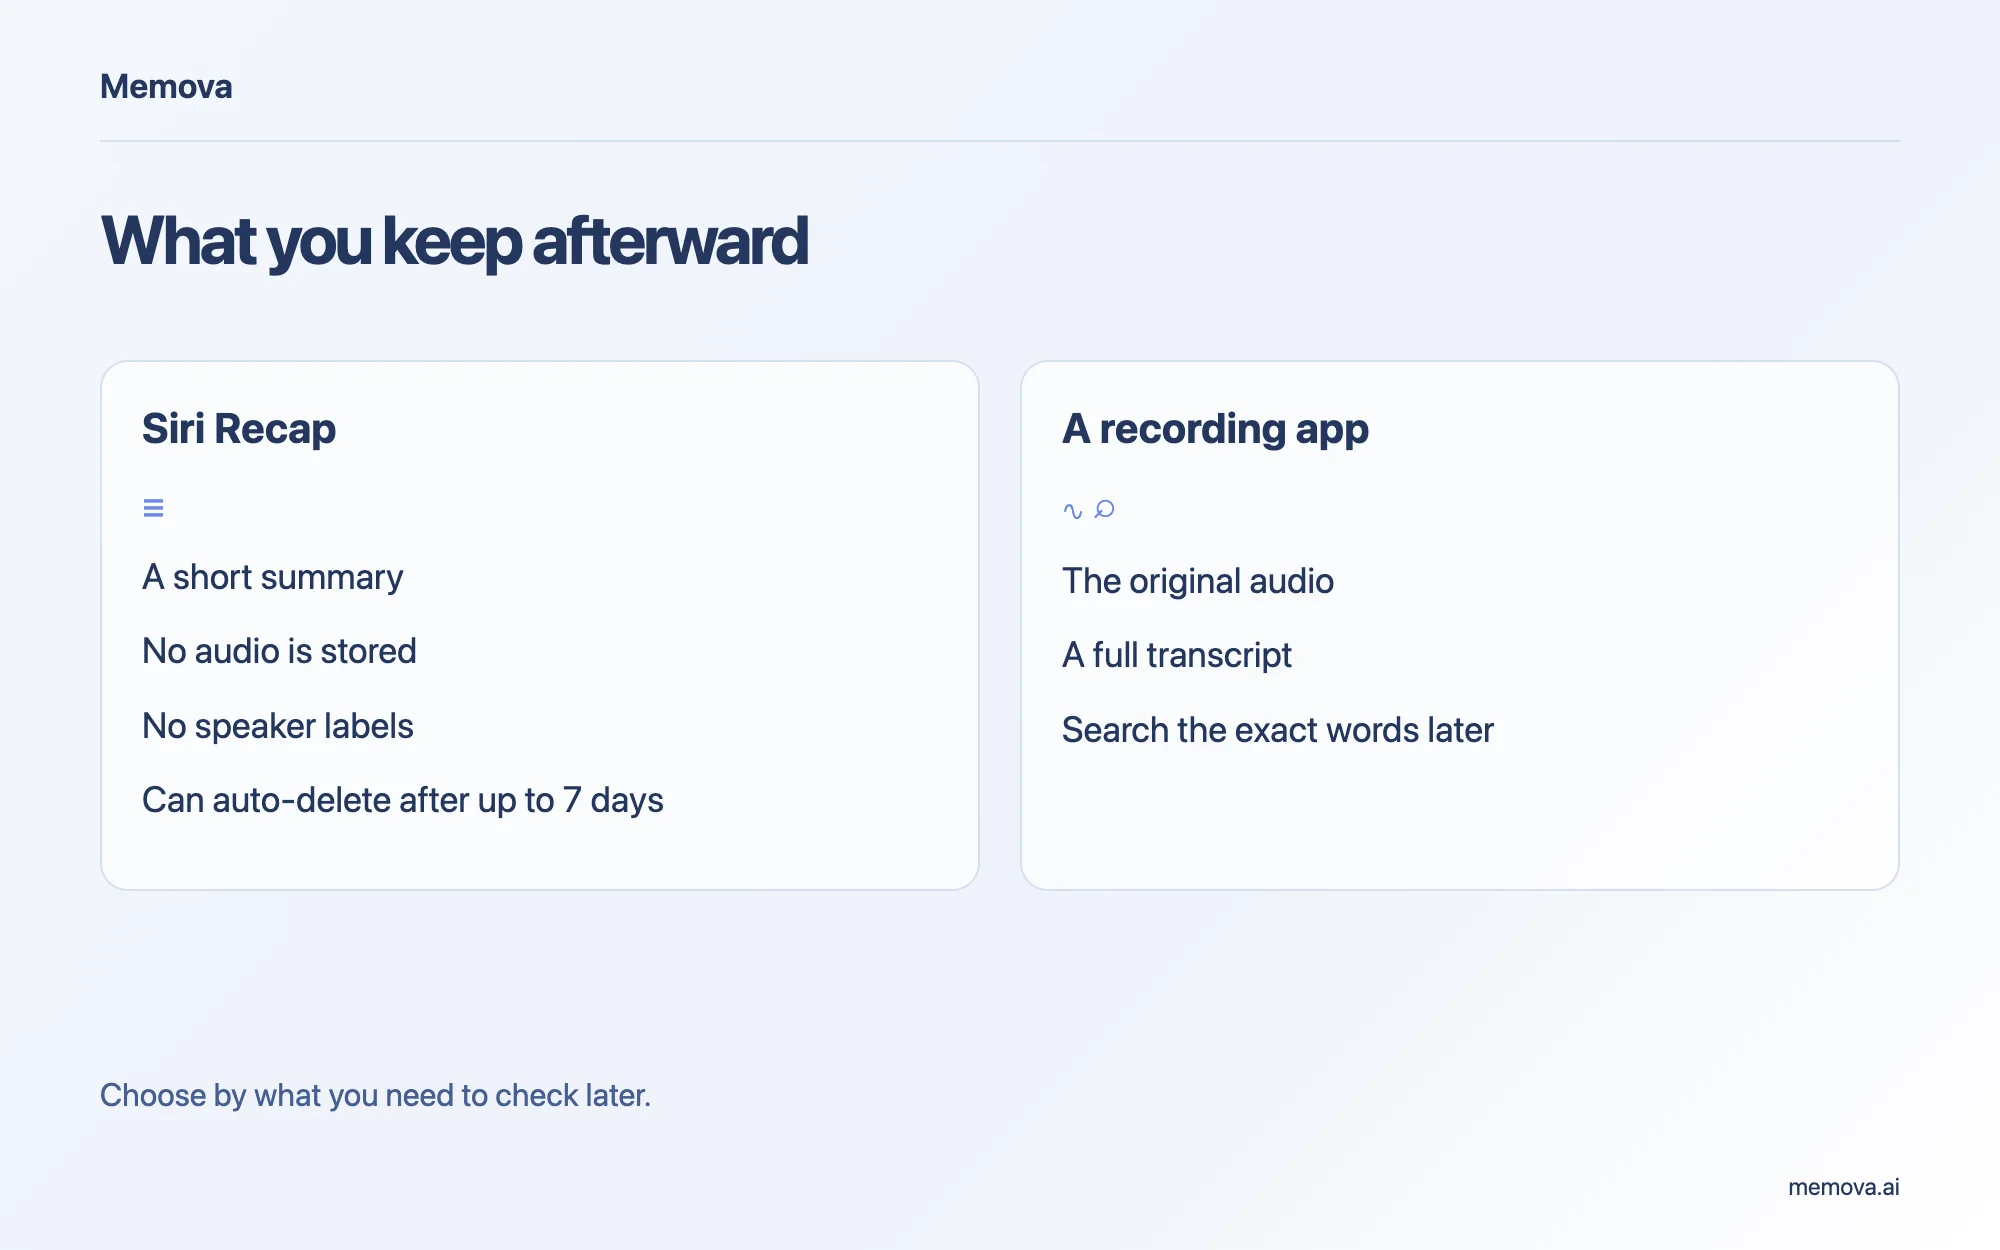 Memova
What you keep afterward
Siri Recap
A short summary
No audio is stored
No speaker labels
Can auto-delete after up to 7 days
A recording app
The original audio
A full transcript
Search the exact words later
Choose by what you need to check later.
memova.ai